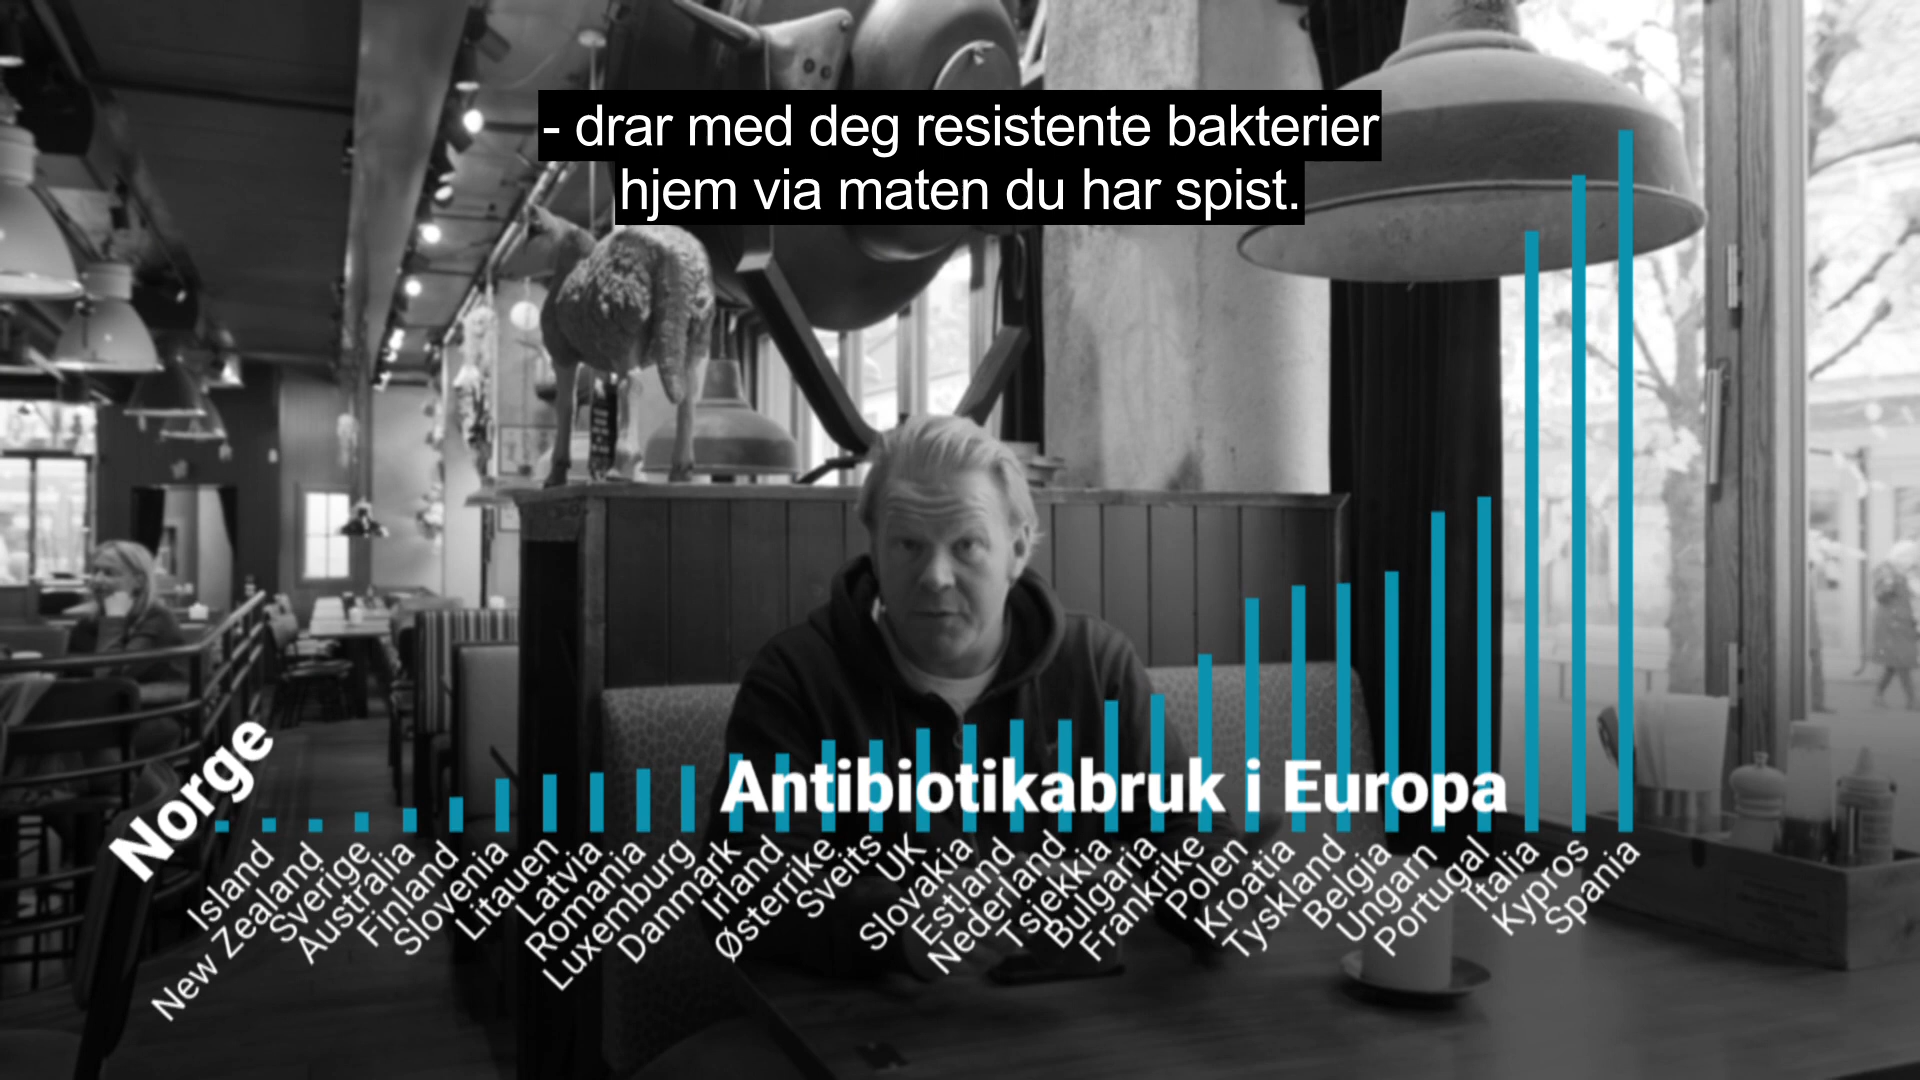 - drar med deg resistente bakterier
hjem via maten du har spist.
Antibiotikabruk i Europa
Norge
Island
New Zealand
Sverige
Australia
Finland
Slovenia
Litauen
Latvia
Romania
Luxemburg
Danmark
Irland
Østerrike
Sveits
UK
Slovakia
Estland
Nederland
Tsjekkia
Bulgaria
Frankrike
Polen
Kroatia
Tyskland
Belgia
Ungarn
Portugal
Italia
Kypros
Spania